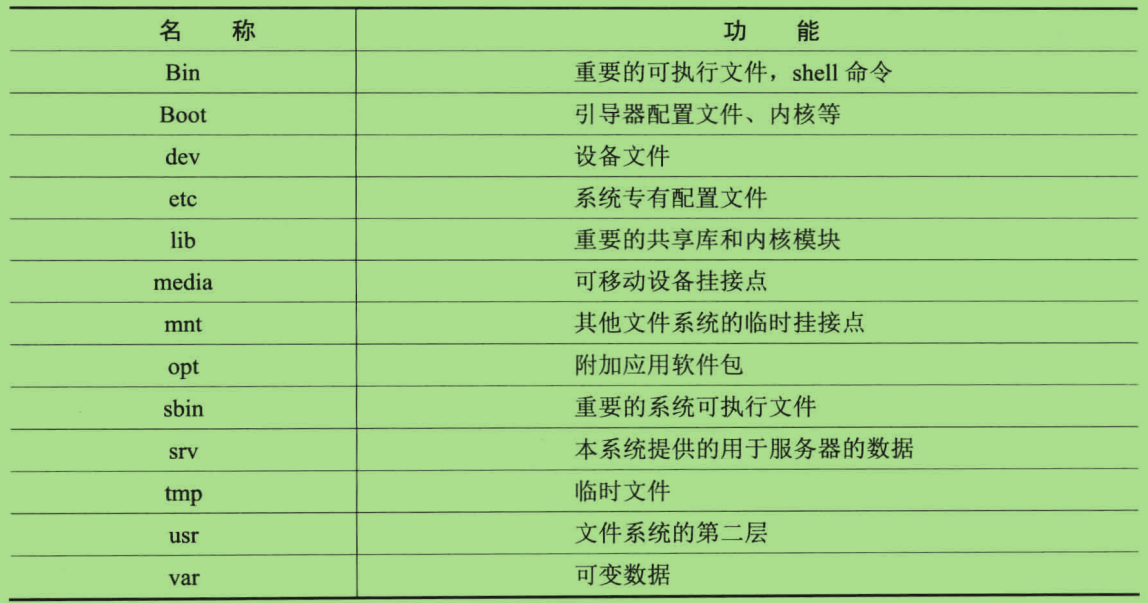 名 称 功 能
Bin 重要的可执行文件，shell 命令
Boot 引导器配置文件、内核等
dev 设备文件
etc 系统专有配置文件
lib 重要的共享库和内核模块
media 可移动设备挂接点
mnt 其他文件系统的临时挂接点
opt 附加应用软件包
sbin 重要的系统可执行文件
srv 本系统提供的用于服务器的数据
tmp 临时文件
usr 文件系统的第二层
var 可变数据